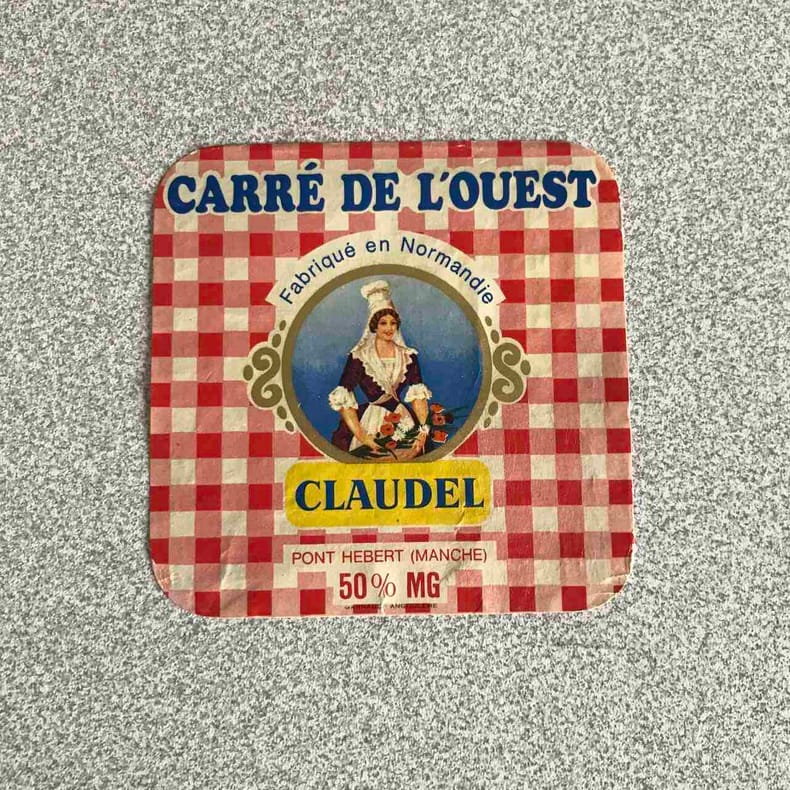 CARRÉ DE L'OUEST
Fabriqué en Normandie
CLAUDEL
PONT HEBERT (MANCHE)
50% MG